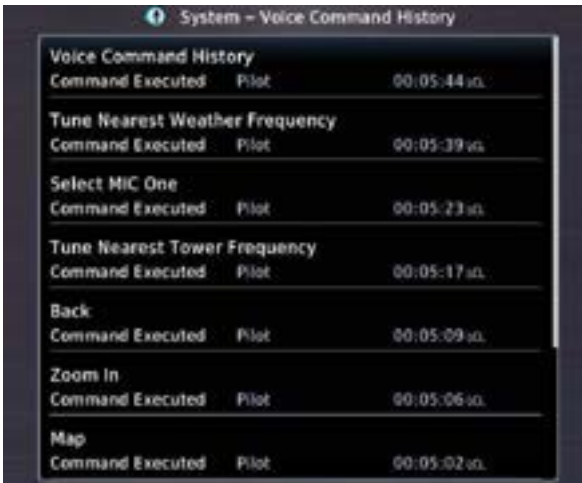 System – Voice Command History
Voice Command History
Command Executed Pilot 00:05:44
Tune Nearest Weather Frequency
Command Executed Pilot 00:05:39
Select MIC One
Command Executed Pilot 00:05:23
Tune Nearest Tower Frequency
Command Executed Pilot 00:05:17
Back
Command Executed Pilot 00:05:09
Zoom In
Command Executed Pilot 00:05:06
Map
Command Executed Pilot 00:05:02